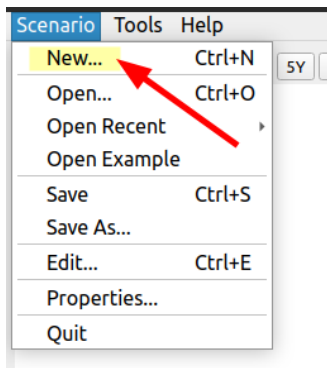 Scenario Tools Help
New... Ctrl+N
5Y
Open... Ctrl+O
Open Recent
Open Example
Save Ctrl+S
Save As...
Edit... Ctrl+E
Properties...
Quit